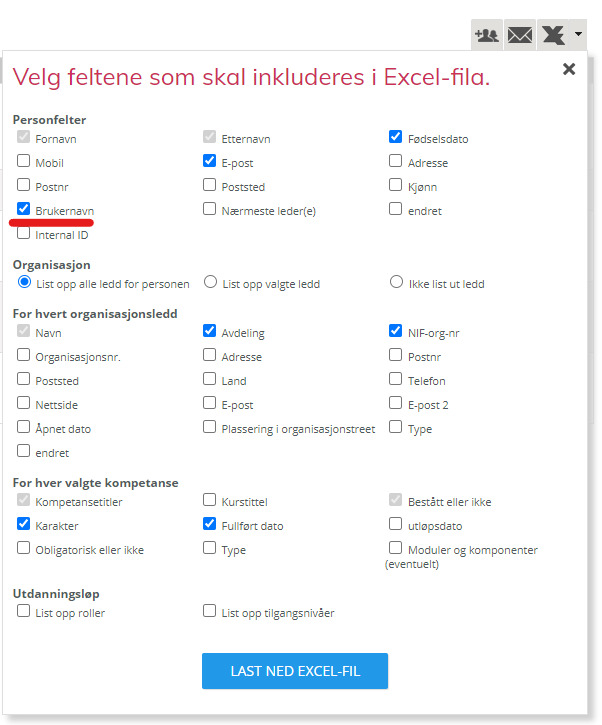 Velg feltene som skal inkluderes i Excel-fila.
Personfelter
Fornavn Etternavn Fødselsdato
Mobil E-post Adresse
Postnr Poststed Kjønn
Brukernavn Nærmeste leder(e) endret
Internal ID
Organisasjon
List opp alle ledd for personen List opp valgte ledd Ikke list ut ledd
For hvert organisasjonsledd
Navn Avdeling NIF-org-nr
Organisasjonsnr. Adresse Postnr
Poststed Land Telefon
Nettside E-post E-post 2
Åpnet dato Plassering i organisasjonstreet Type
endret
For hver valgte kompetanse
Kompetansetitler Kurstittel Bestått eller ikke
Karakter Fullført dato utløpsdato
Obligatorisk eller ikke Type Moduler og komponenter
(eventuelt)
Utdanningsløp
List opp roller List opp tilgangsnivåer
LAST NED EXCEL-FIL